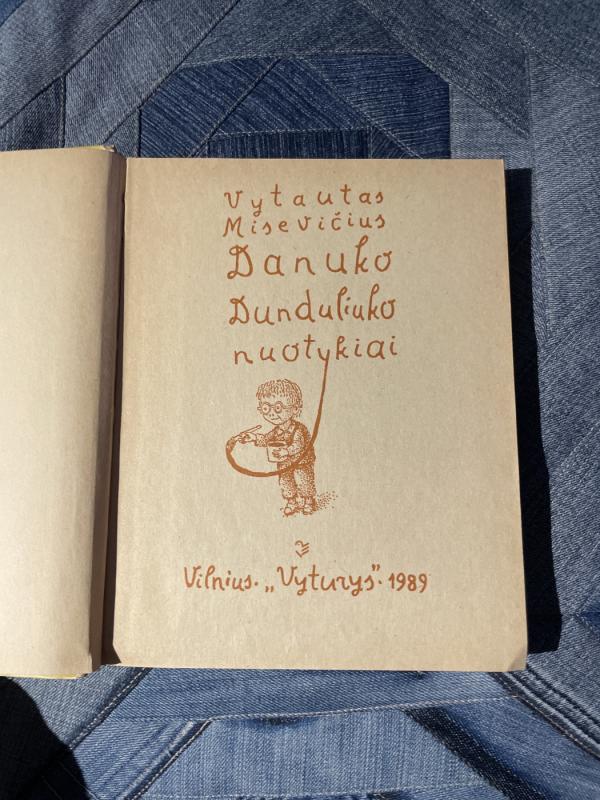 Vytautas
Misevičius
Danuko
Dunduliuko
nuotykiai
Vilnius. „Vyturys". 1989